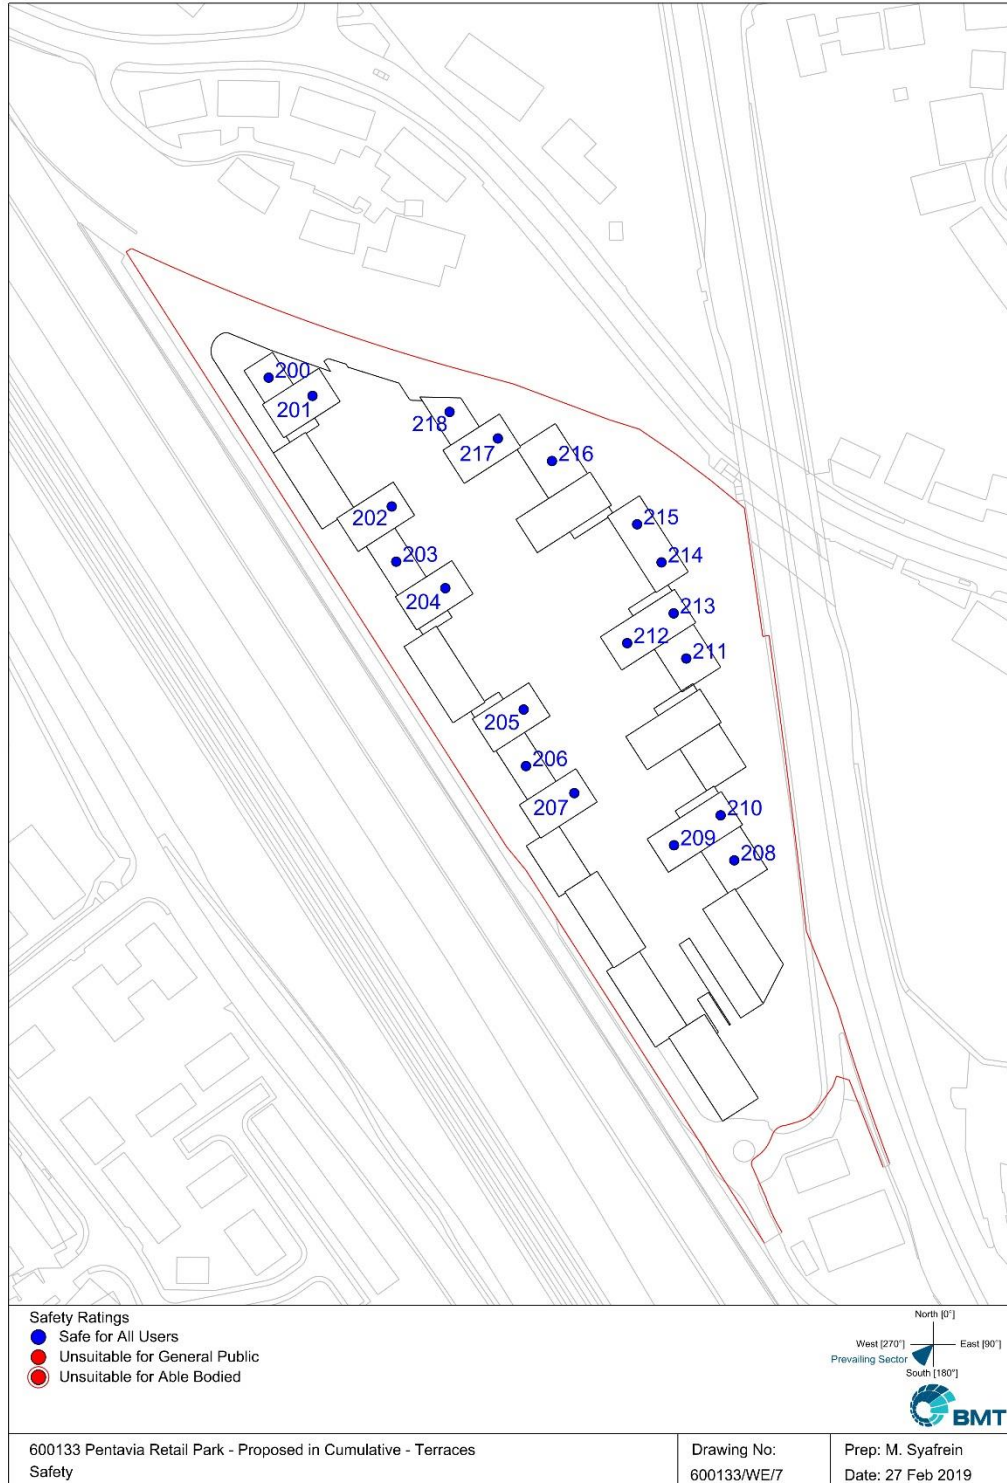 200
201
218
217
216
202
215
203
214
204
213
212
211
205
206
207
210
209
208
Safety Ratings
Safe for All Users
Unsuitable for General Public
Unsuitable for Able Bodied
North [0°]
West [270°]
East [90°]
Prevailing Sector
South [180°]
BMT
600133 Pentavia Retail Park - Proposed in Cumulative - Terraces
Safety
Drawing No:
600133/WE/7
Prep: M. Syafrein
Date: 27 Feb 2019